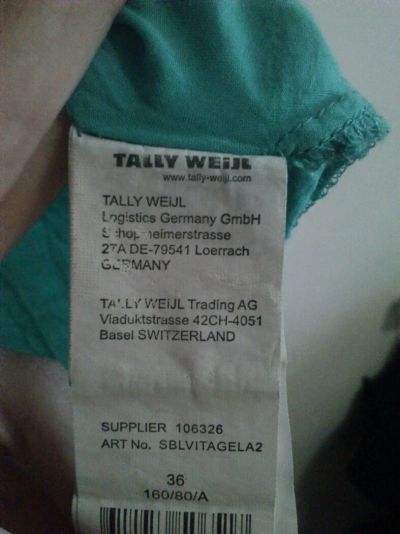 TALLY WEiJL
www.tally-weijl.com
TALLY WEIJL
Logistics Germany GmbH
Schopfheimerstrasse
27A DE-79541 Loerrach
GERMANY
TALLY WEIJL Trading AG
Viaduktstrasse 42CH-4051
Basel SWITZERLAND
SUPPLIER 106326
ART No. SBLVITAGELA2
36
160/80/A